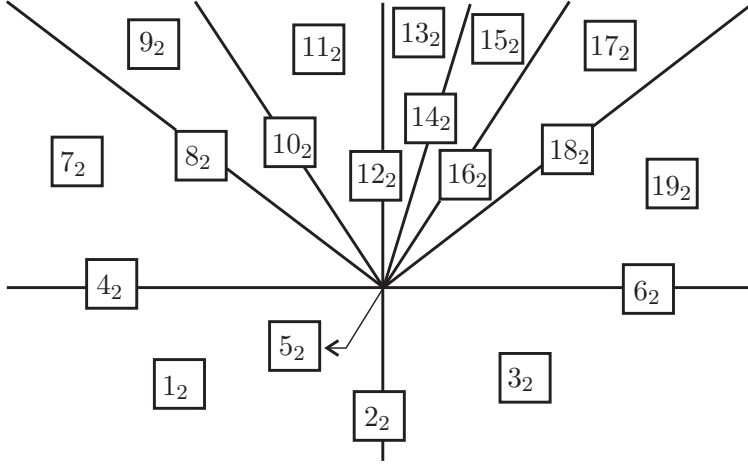 9₂ 11₂ 13₂ 15₂ 17₂
7₂ 8₂ 10₂ 12₂ 14₂ 16₂ 18₂ 19₂
4₂ 6₂
5₂
1₂ 2₂ 3₂